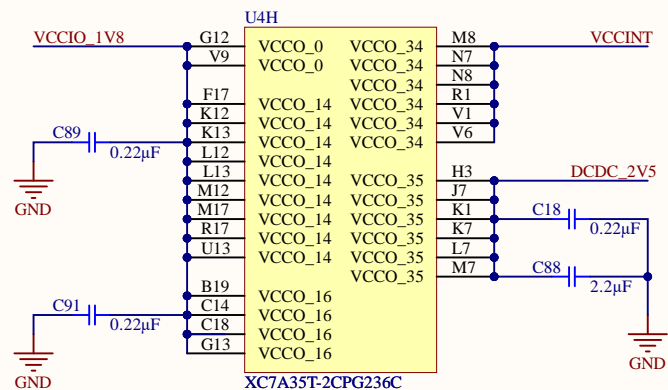 U4H
VCCIO_1V8 G12 VCCO_0 VCCO_34 M8 VCCINT
V9 VCCO_0 VCCO_34 N7
VCCO_34 N8
F17 VCCO_14 VCCO_34 R1
K12 VCCO_14 VCCO_34 V1
C89 K13 VCCO_14 VCCO_34 V6
0.22µF L12 VCCO_14
L13 VCCO_14 VCCO_35 H3 DCDC_2V5
M12 VCCO_14 VCCO_35 J7
GND M17 VCCO_14 VCCO_35 K1 C18
R17 VCCO_14 VCCO_35 K7 0.22µF
U13 VCCO_14 VCCO_35 L7
VCCO_35 M7 C88
B19 VCCO_16 2.2µF
C91 C14 VCCO_16
0.22µF C18 VCCO_16
G13 VCCO_16 GND
GND XC7A35T-2CPG236C